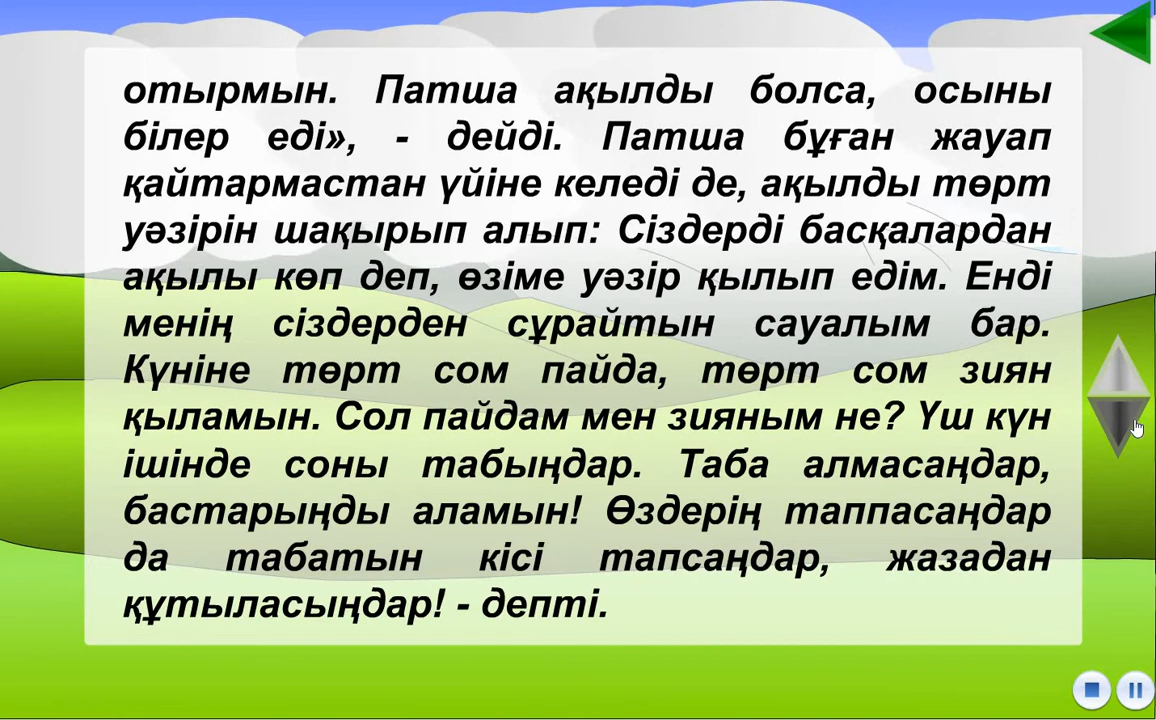 отырмын. Патша ақылды болса, осыны
білер еді», - дейді. Патша бұған жауап
қайтармастан үйіне келеді де, ақылды төрт
уәзірін шақырып алып: Сіздерді басқалардан
ақылы көп деп, өзіме уәзір қылып едім. Енді
менің сіздерден сұрайтын сауалым бар.
Күніне төрт сом пайда, төрт сом зиян
қыламын. Сол пайдам мен зияным не? Үш күн
ішінде соны табыңдар. Таба алмасаңдар,
бастарыңды аламын! Өздерің таппасаңдар
да табатын кісі тапсаңдар, жазадан
құтыласыңдар! - депті.